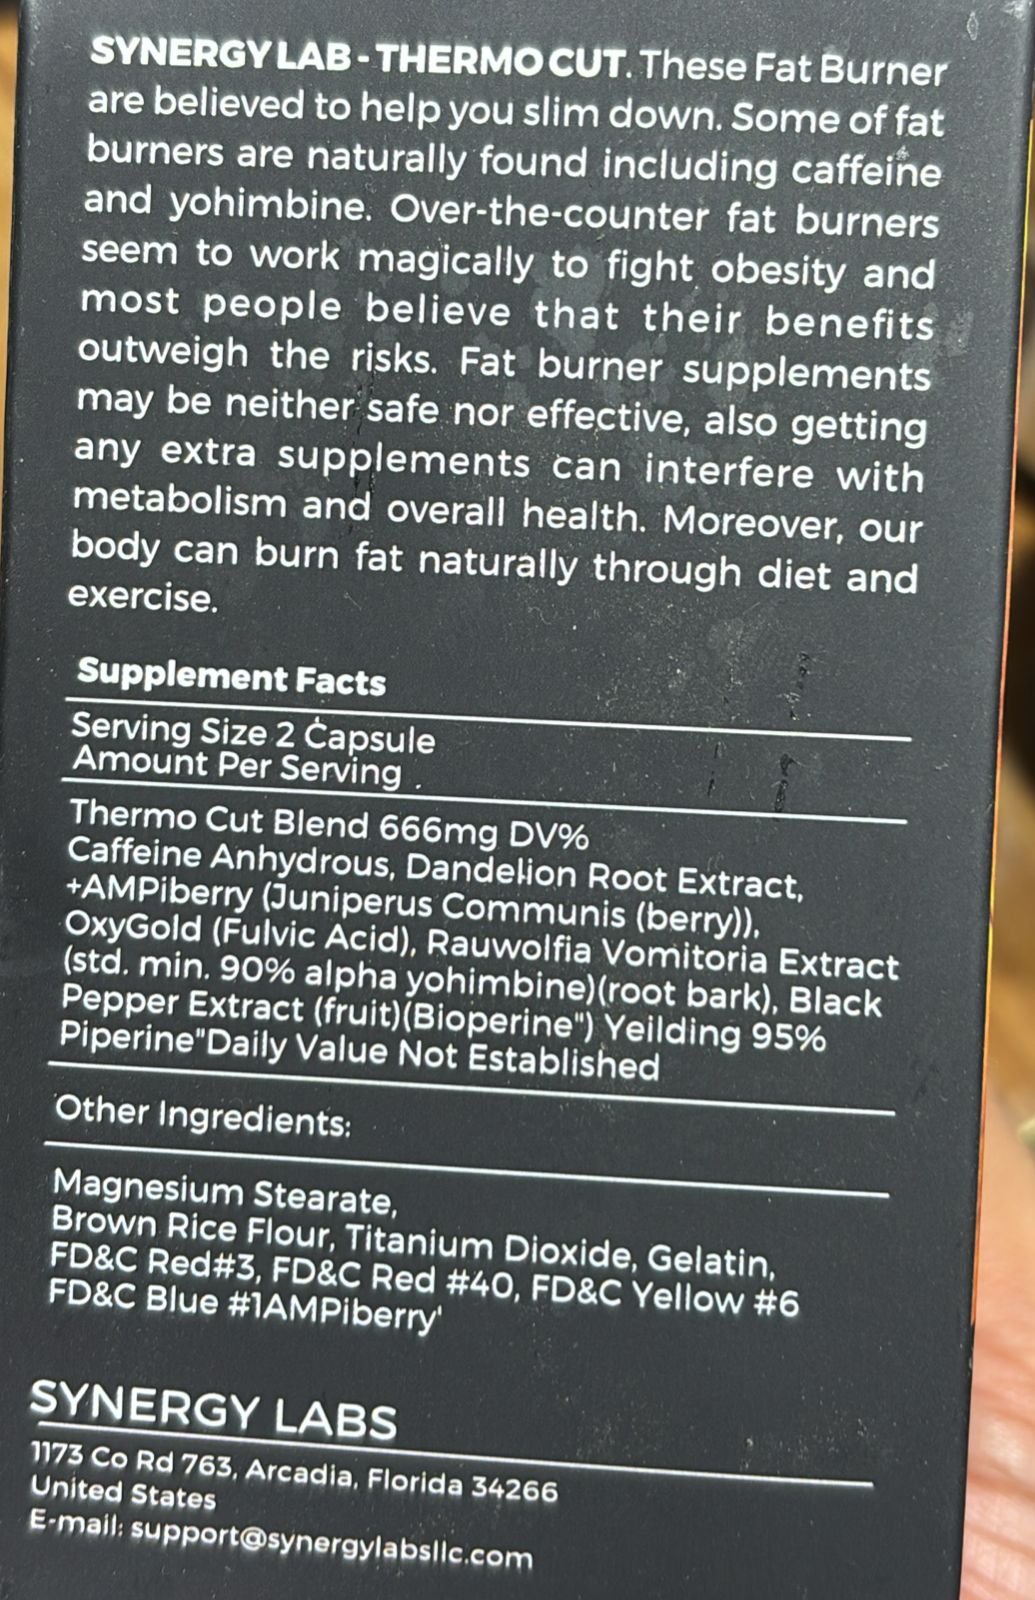 SYNERGY LAB - THERMO CUT. These Fat Burner
are believed to help you slim down. Some of fat
burners are naturally found including caffeine
and yohimbine. Over-the-counter fat burners
seem to work magically to fight obesity and
most people believe that their benefits
outweigh the risks. Fat burner supplements
may be neither safe nor effective, also getting
any extra supplements can interfere with
metabolism and overall health. Moreover, our
body can burn fat naturally through diet and
exercise.
Supplement Facts
Serving Size 2 Capsule
Amount Per Serving
Thermo Cut Blend 666mg DV%
Caffeine Anhydrous, Dandelion Root Extract,
+AMPiberry (Juniperus Communis (berry)),
OxyGold (Fulvic Acid), Rauwolfia Vomitoria Extract
(std. min. 90% alpha yohimbine)(root bark), Black
Pepper Extract (fruit)(Bioperine") Yeilding 95%
Piperine"Daily Value Not Established
Other Ingredients:
Magnesium Stearate,
Brown Rice Flour, Titanium Dioxide, Gelatin,
FD&C Red#3, FD&C Red #40, FD&C Yellow #6
FD&C Blue #1AMPiberry'
SYNERGY LABS
1173 Co Rd 763, Arcadia, Florida 34266
United States
E-mail: support@synergylabsllc.com